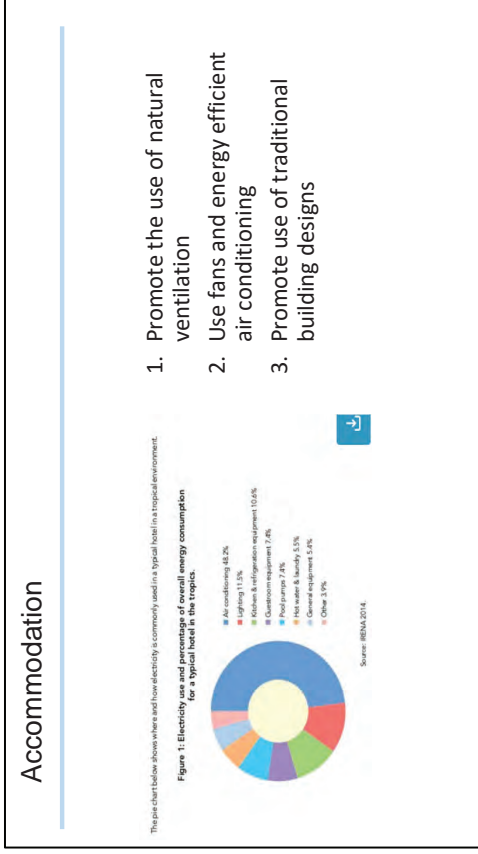 Accommodation
The pie chart below shows where and how electricity is commonly used in a typical hotel in a tropical environment.
Figure 1: Electricity use and percentage of overall energy consumption
for a typical hotel in the tropics.
Air conditioning 48.2%
Lighting 11.5%
Kitchen & refrigeration equipment 10.6%
Guestroom equipment 7.4%
Pool pumps 7.4%
Hot water & laundry 5.5%
General equipment 5.4%
Other 3.9%
Source: IRENA 2014.
1. Promote the use of natural
ventilation
2. Use fans and energy efficient
air conditioning
3. Promote use of traditional
building designs